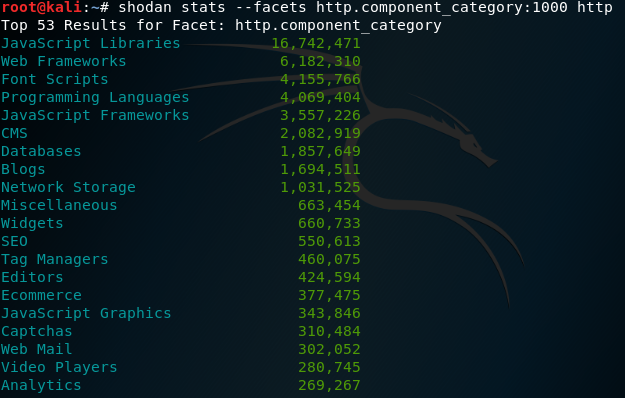 root@kali:~# shodan stats --facets http.component_category:1000 http
Top 53 Results for Facet: http.component_category
JavaScript Libraries 16,742,471
Web Frameworks 6,182,310
Font Scripts 4,155,766
Programming Languages 4,069,404
JavaScript Frameworks 3,557,226
CMS 2,082,919
Databases 1,857,649
Blogs 1,694,511
Network Storage 1,031,525
Miscellaneous 663,454
Widgets 660,733
SEO 550,613
Tag Managers 460,075
Editors 424,594
Ecommerce 377,475
JavaScript Graphics 343,846
Captchas 310,484
Web Mail 302,052
Video Players 280,745
Analytics 269,267